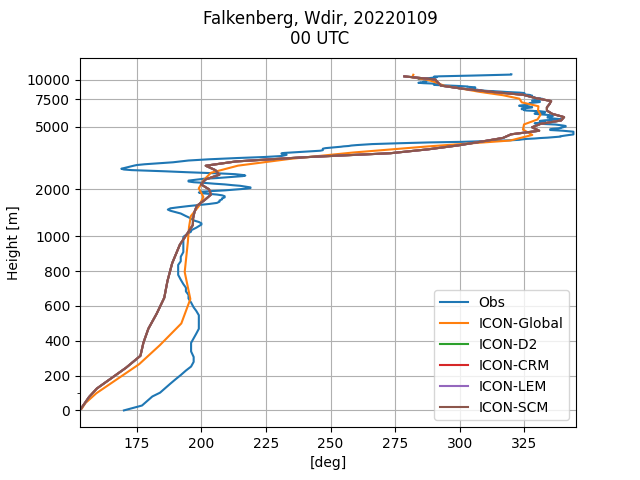 Falkenberg, Wdir, 20220109
00 UTC
10000
7500
5000
2000
1000
800
600
400
200
0
Height [m]
175
200
225
250
275
300
325
[deg]
Obs
ICON-Global
ICON-D2
ICON-CRM
ICON-LEM
ICON-SCM